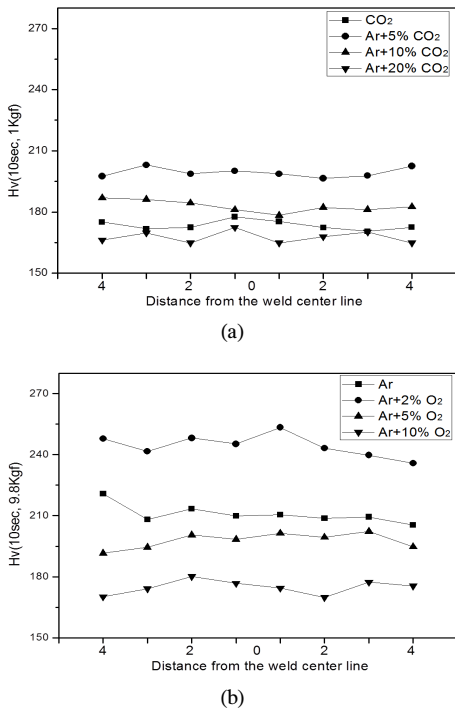 270
240
210
180
150
Hv(10sec, 1Kgf)
CO₂
Ar+5% CO₂
Ar+10% CO₂
Ar+20% CO₂
4 2 0 2 4
Distance from the weld center line
(a)
270
240
210
180
150
Hv(10sec, 9.8Kgf)
Ar
Ar+2% O₂
Ar+5% O₂
Ar+10% O₂
4 2 0 2 4
Distance from the weld center line
(b)